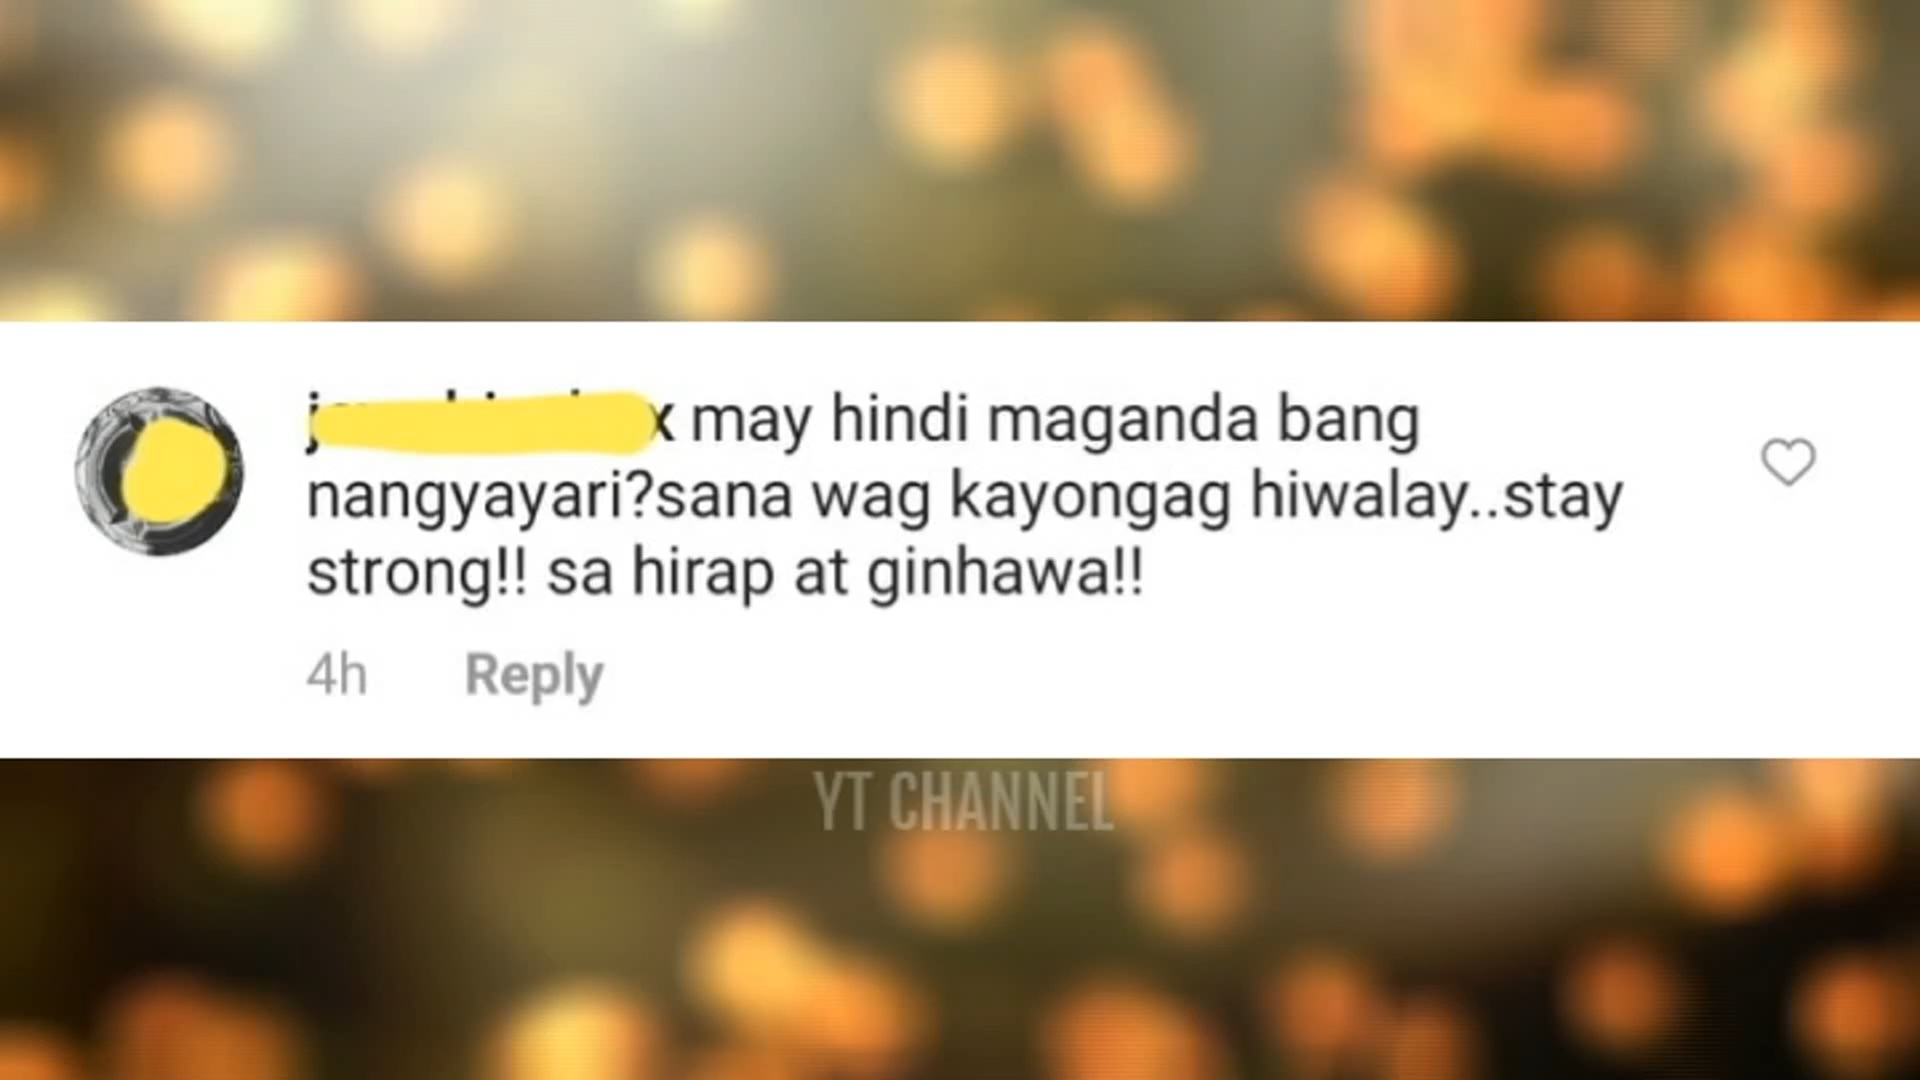 may hindi maganda bang
nangyayari?sana wag kayongag hiwalay..stay
strong!! sa hirap at ginhawa!!
4h Reply
YT CHANNEL